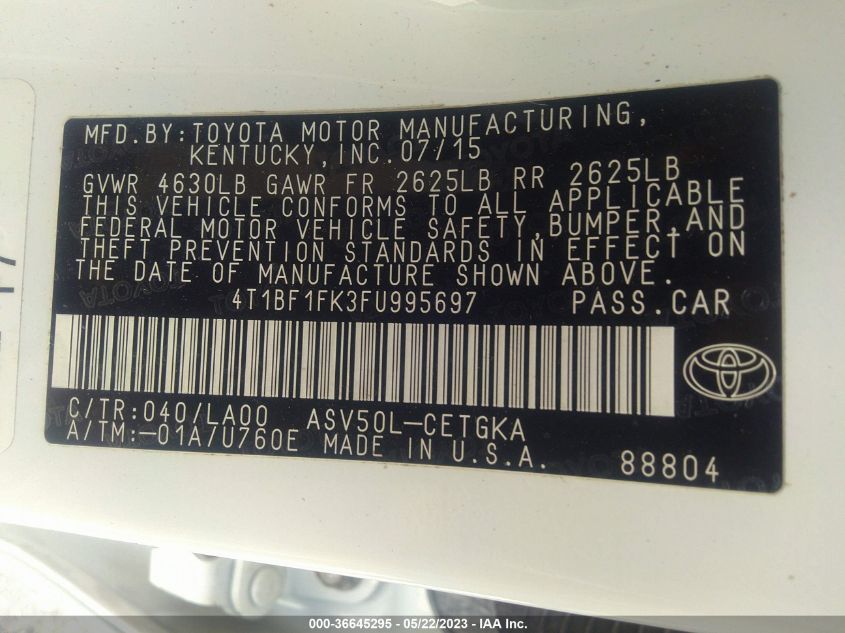 MFD.BY:TOYOTA MOTOR MANUFACTURING,
KENTUCKY,INC.07/15
GVWR 4630LB GAWR FR 2625LB RR 2625LB
THIS VEHICLE CONFORMS TO ALL APPLICABLE
FEDERAL MOTOR VEHICLE SAFETY,BUMPER,AND
THEFT PREVENTION STANDARDS IN EFFECT ON
THE DATE OF MANUFACTURE SHOWN ABOVE.
4T1BF1FK3FU995697 PASS.CAR
C/TR:040/LA00 ASV50L-CETGKA
A/TM:-01A/U760E MADE IN U.S.A. 88804
000-36645295 - 05/22/2023 - IAA Inc.